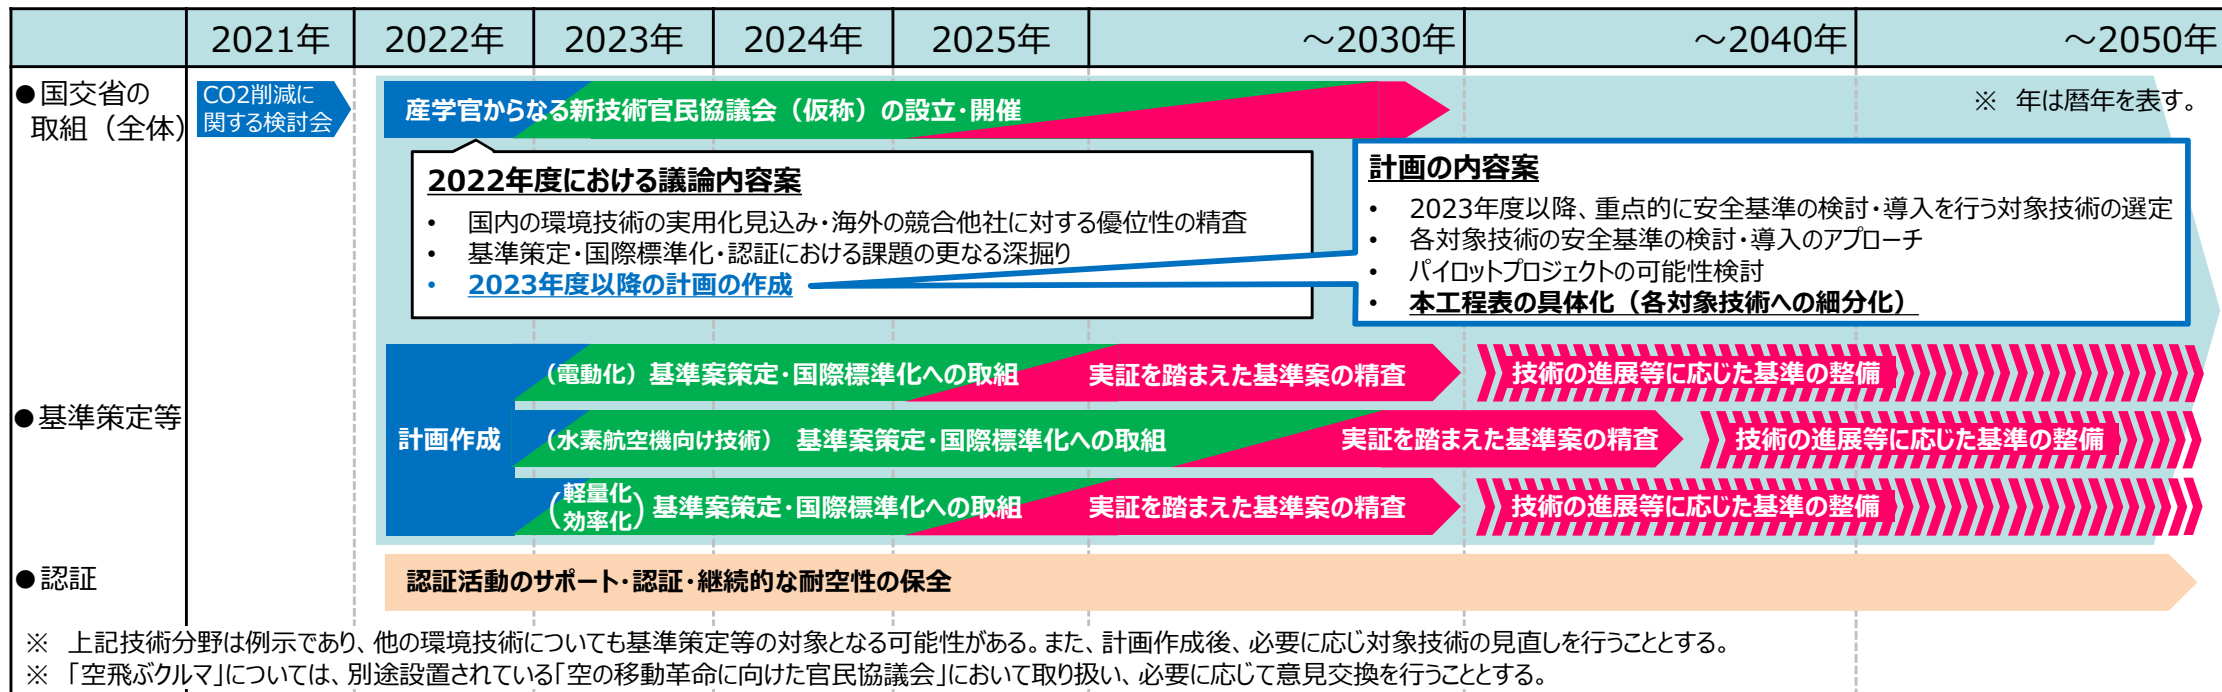 2021年 2022年 2023年 2024年 2025年 ～2030年 ～2040年 ～2050年
●国交省の
取組（全体）
CO2削減に
関する検討会
産学官からなる新技術官民協議会（仮称）の設立・開催
※　年は暦年を表す。
2022年度における議論内容案
• 国内の環境技術の実用化見込み・海外の競合他社に対する優位性の精査
• 基準策定・国際標準化・認証における課題の更なる深掘り
• 2023年度以降の計画の作成
計画の内容案
• 2023年度以降、重点的に安全基準の検討・導入を行う対象技術の選定
• 各対象技術の安全基準の検討・導入のアプローチ
• パイロットプロジェクトの可能性検討
• 本工程表の具体化（各対象技術への細分化）
●基準策定等
計画作成
（電動化）基準案策定・国際標準化への取組 実証を踏まえた基準案の精査 技術の進展等に応じた基準の整備
（水素航空機向け技術） 基準案策定・国際標準化への取組 実証を踏まえた基準案の精査 技術の進展等に応じた基準の整備
（軽量化
効率化）基準案策定・国際標準化への取組 実証を踏まえた基準案の精査 技術の進展等に応じた基準の整備
●認証
認証活動のサポート・認証・継続的な耐空性の保全
※　上記技術分野は例示であり、他の環境技術についても基準策定等の対象となる可能性がある。また、計画作成後、必要に応じ対象技術の見直しを行うこととする。
※　「空飛ぶクルマ」については、別途設置されている「空の移動革命に向けた官民協議会」において取り扱い、必要に応じて意見交換を行うこととする。